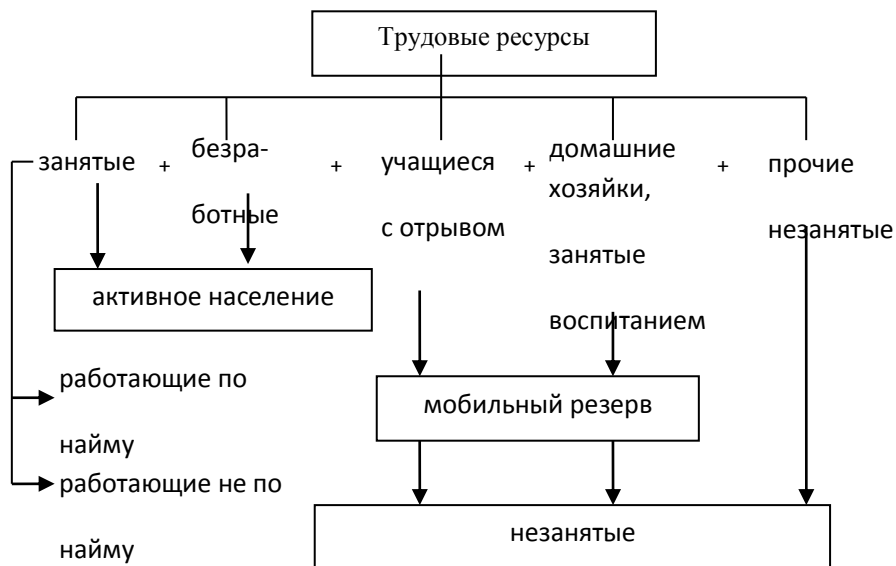 Трудовые ресурсы
занятые
+
безра-
ботные
+
учащиеся
с отрывом
+
домашние
хозяйки,
занятые
воспитанием
+
прочие
незанятые
активное население
работающие по
найму
работающие не по
найму
мобильный резерв
незанятые